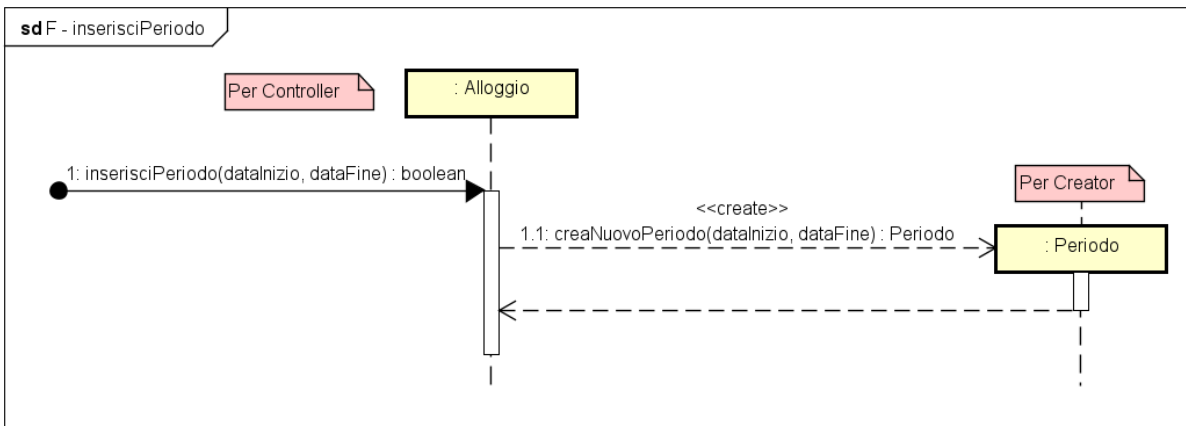 sd F - inserisciPeriodo
Per Controller
: Alloggio
1: inserisciPeriodo(dataInizio, dataFine) : boolean
Per Creator
<<create>>
1.1: creaNuovoPeriodo(dataInizio, dataFine) : Periodo
: Periodo